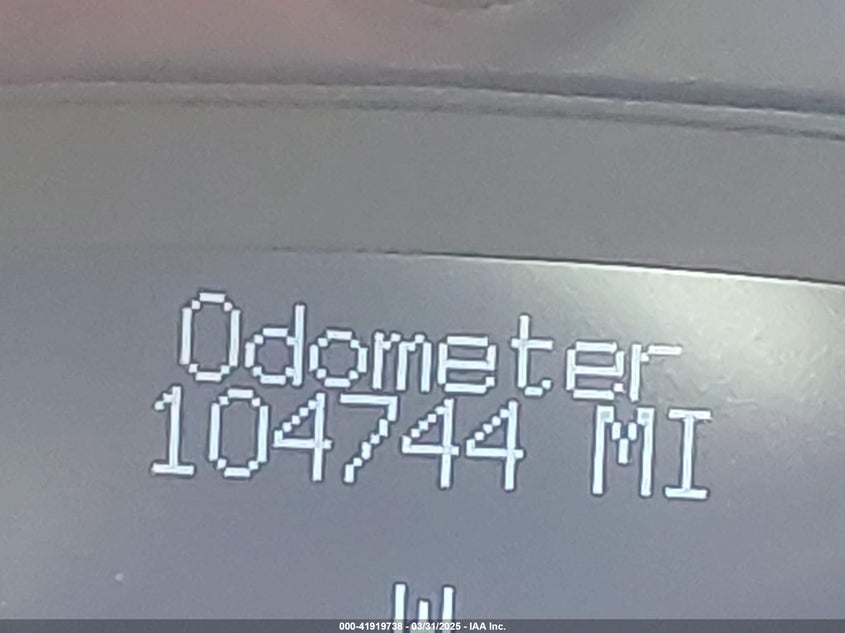 Odometer
104744 MI
W
000-41919738 - 03/31/2025 - IAA Inc.